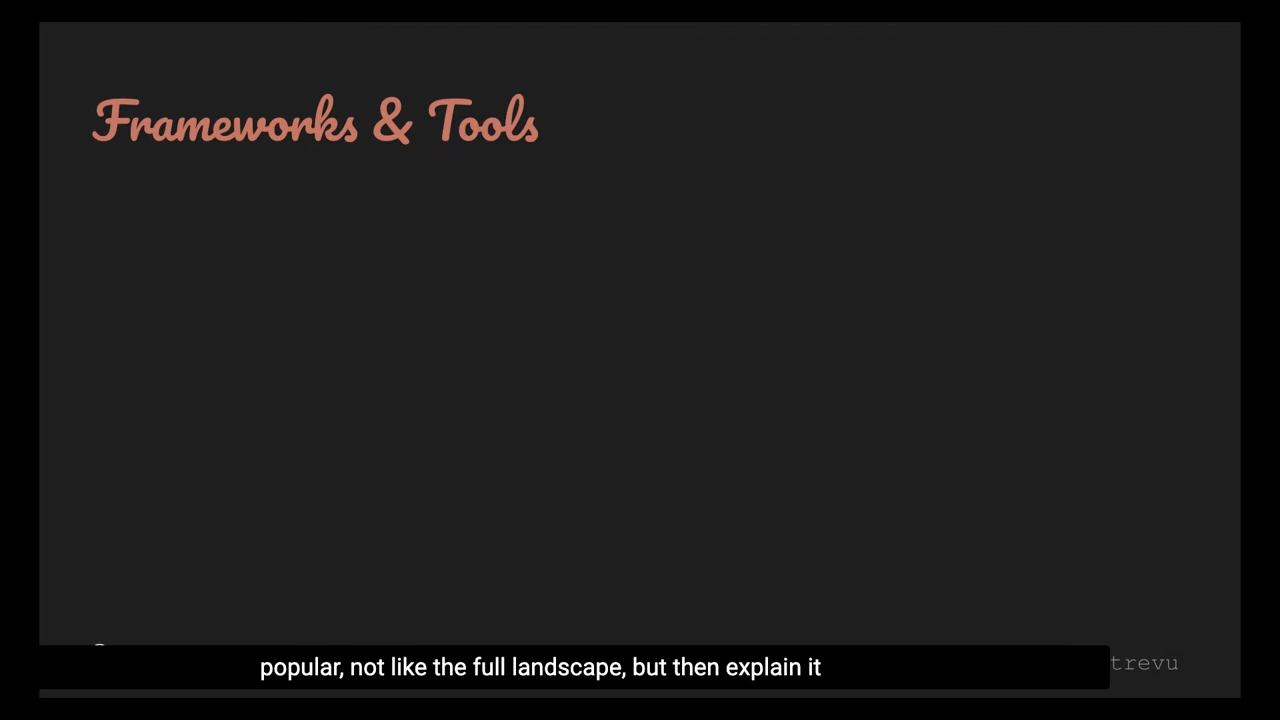 Frameworks & Tools
popular, not like the full landscape, but then explain it
trevu